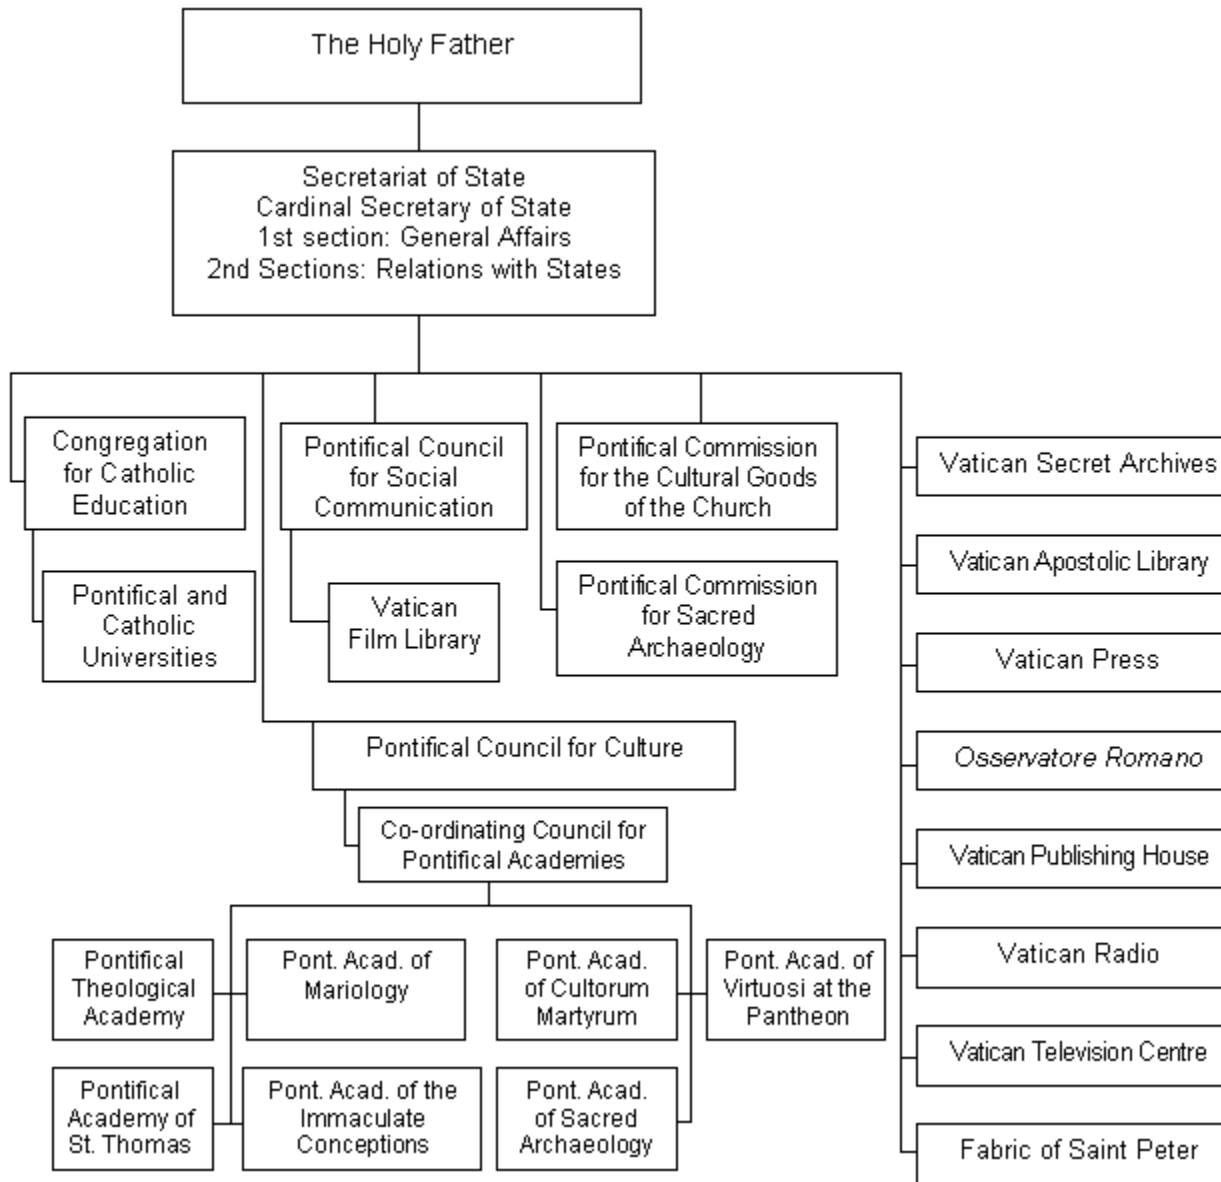 The Holy Father
Secretariat of State
Cardinal Secretary of State
1st section: General Affairs
2nd Sections: Relations with States
Congregation
for Catholic
Education
Pontifical Council
for Social
Communication
Pontifical Commission
for the Cultural Goods
of the Church
Pontifical and
Catholic
Universities
Vatican
Film Library
Pontifical Commission
for Sacred
Archaeology
Pontifical Council for Culture
Co-ordinating Council for
Pontifical Academies
Pontifical
Theological
Academy
Pont. Acad. of
Mariology
Pont. Acad.
of Cultorum
Martyrum
Pont. Acad. of
Virtuosi at the
Pantheon
Pontifical
Academy of
St. Thomas
Pont. Acad. of the
Immaculate
Conceptions
Pont. Acad.
of Sacred
Archaeology
Vatican Secret Archives
Vatican Apostolic Library
Vatican Press
Osservatore Romano
Vatican Publishing House
Vatican Radio
Vatican Television Centre
Fabric of Saint Peter